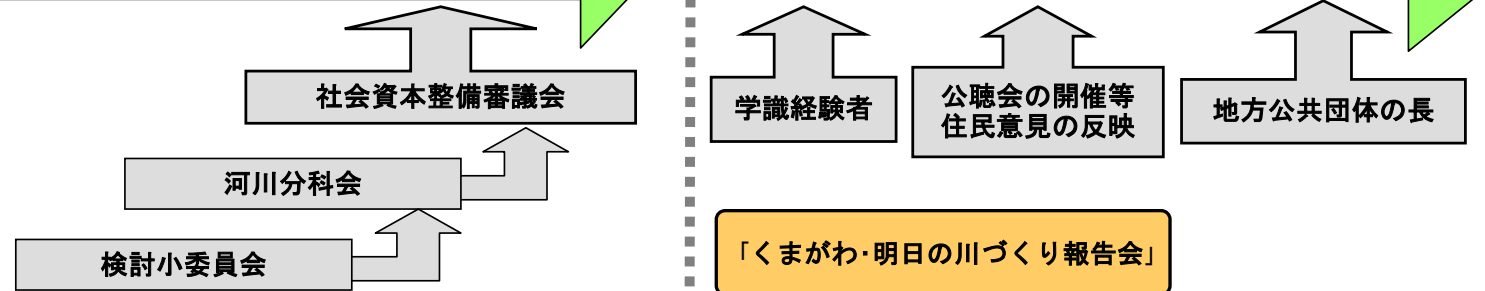 社会資本整備審議会
河川分科会
検討小委員会
学識経験者
公聴会の開催等
住民意見の反映
地方公共団体の長
「くまがわ・明日の川づくり報告会」